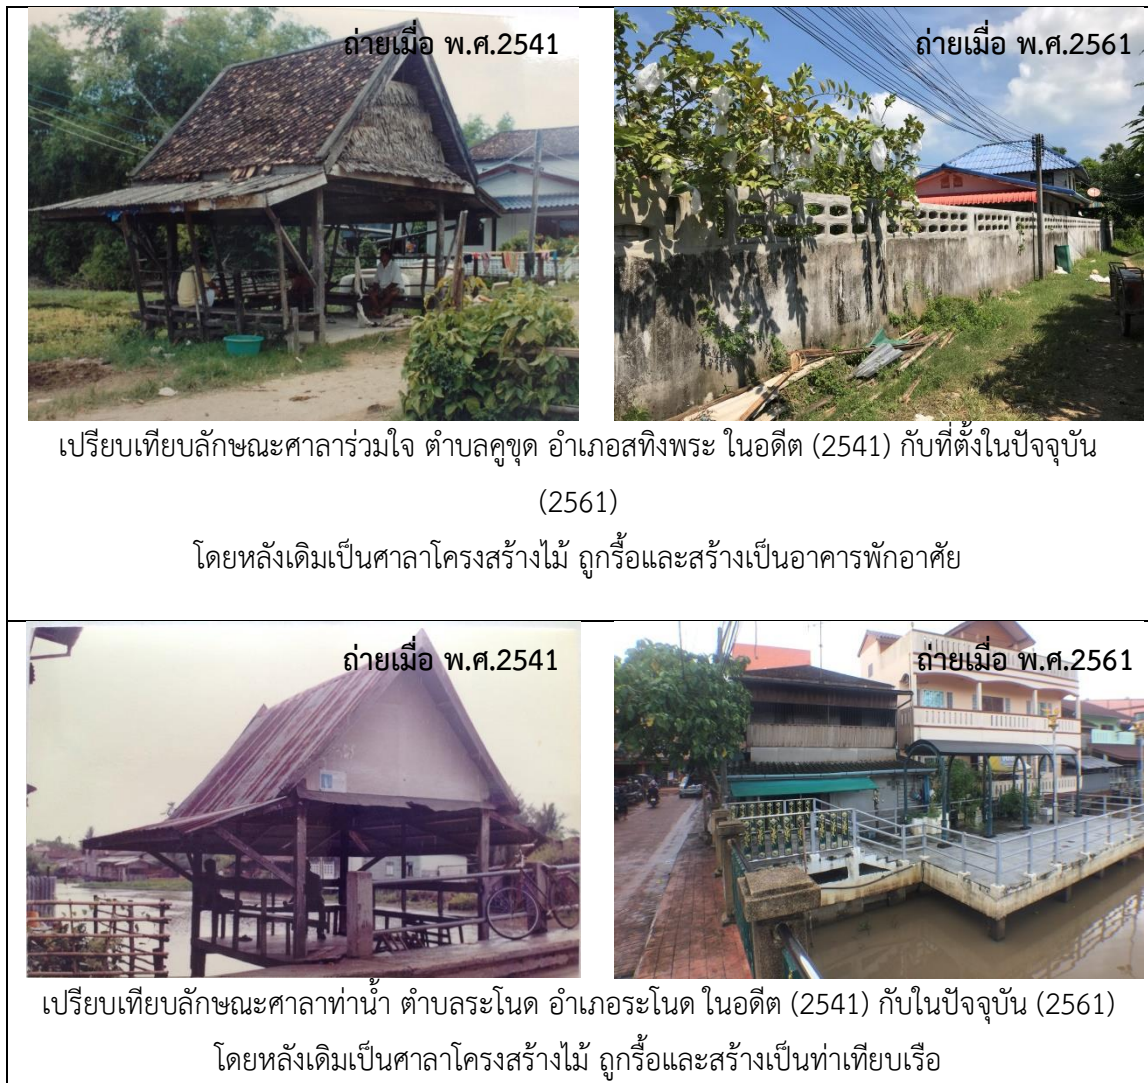 ถ่ายเมื่อ พ.ศ.2541
ถ่ายเมื่อ พ.ศ.2561
เปรียบเทียบลักษณะศาลาร่วมใจ ตำบลคูขุด อำเภอสทิงพระ ในอดีต (2541) กับที่ตั้งในปัจจุบัน
(2561)
โดยหลังเดิมเป็นศาลาโครงสร้างไม้ ถูกรื้อและสร้างเป็นอาคารพักอาศัย
ถ่ายเมื่อ พ.ศ.2541
ถ่ายเมื่อ พ.ศ.2561
เปรียบเทียบลักษณะศาลาท่าน้ำ ตำบลระโนด อำเภอระโนด ในอดีต (2541) กับในปัจจุบัน (2561)
โดยหลังเดิมเป็นศาลาโครงสร้างไม้ ถูกรื้อและสร้างเป็นท่าเทียบเรือ